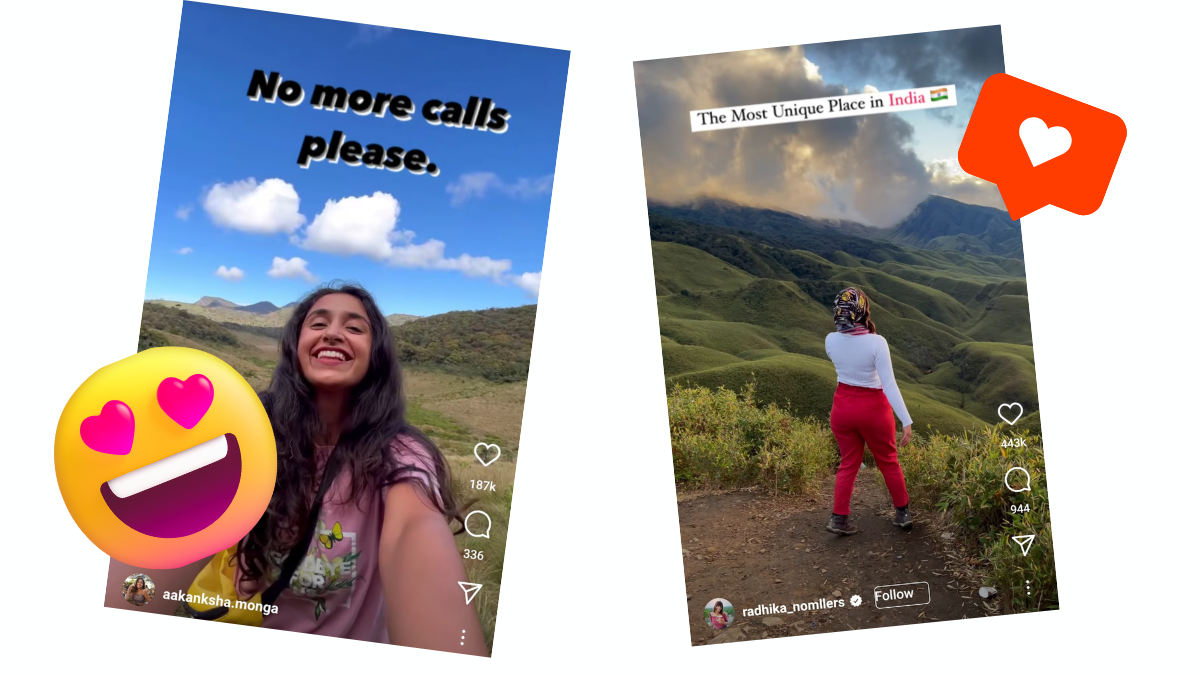 No more calls
please.
187k
336
aakanksha.monga
The Most Unique Place in India 🇮🇳
443k
944
radhika_nomllers
Follow